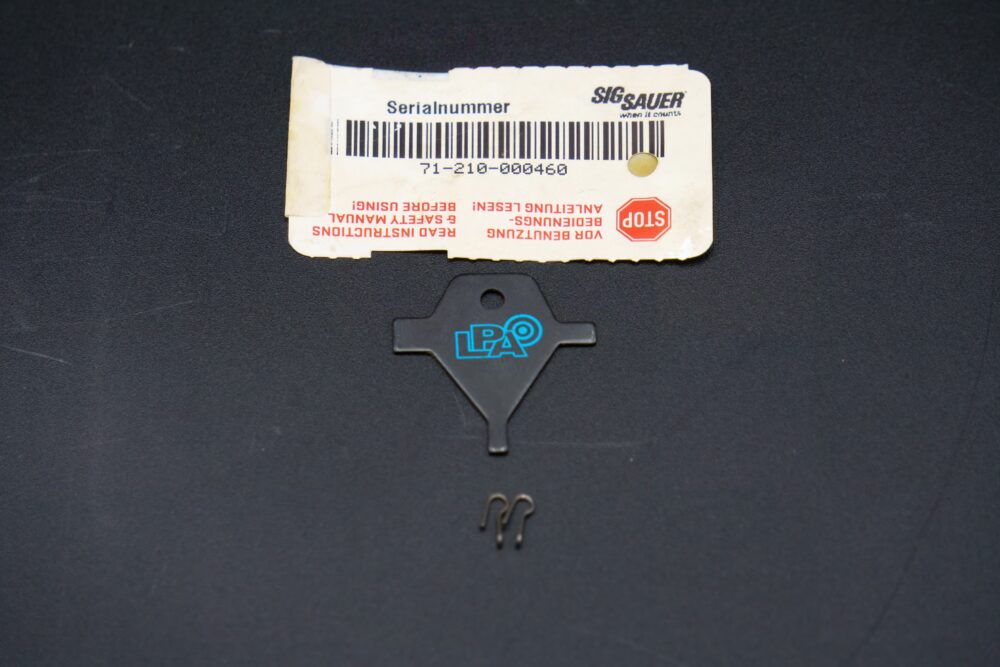 Serialnummer
SIG SAUER
when it counts
71-210-000460
STOP
VOR BENUTZUNG
BEDIENUNGS-
ANLEITUNG LESEN!
READ INSTRUCTIONS
& SAFETY MANUAL
BEFORE USING!
LPA